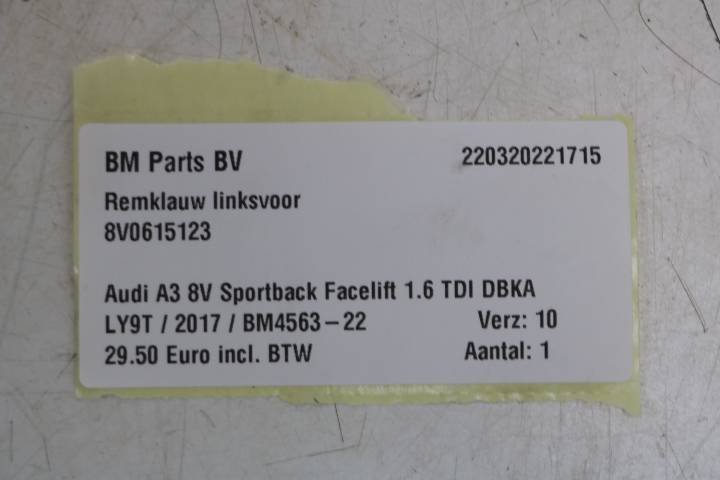 BM Parts BV 220320221715
Remklauw linksvoor
8V0615123
Audi A3 8V Sportback Facelift 1.6 TDI DBKA
LY9T / 2017 / BM4563-22 Verz: 10
29.50 Euro incl. BTW Aantal: 1